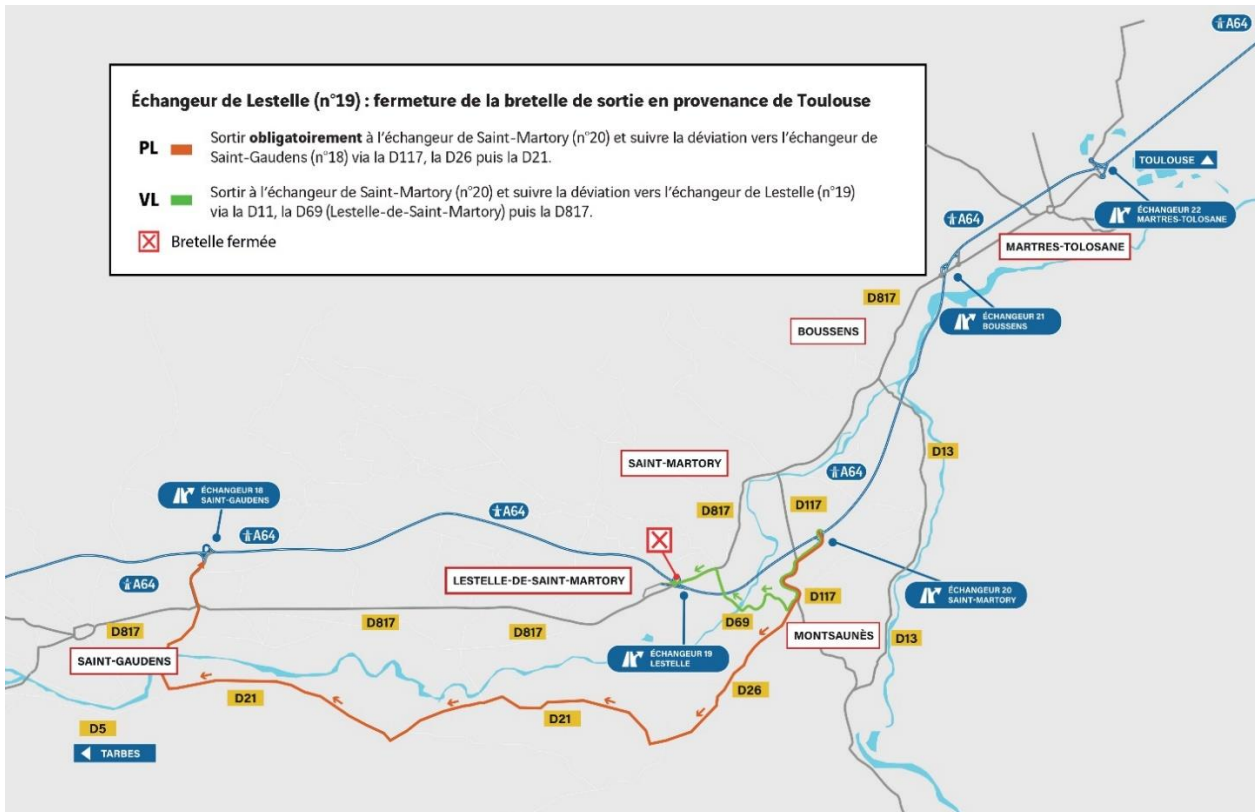 A64
Échangeur de Lestelle (n°19) : fermeture de la bretelle de sortie en provenance de Toulouse
PL Sortir obligatoirement à l'échangeur de Saint-Martory (n°20) et suivre la déviation vers l'échangeur de
Saint-Gaudens (n°18) via la D117, la D26 puis la D21.
VL Sortir à l'échangeur de Saint-Martory (n°20) et suivre la déviation vers l'échangeur de Lestelle (n°19)
via la D11, la D69 (Lestelle-de-Saint-Martory) puis la D817.
Bretelle fermée
TOULOUSE
ÉCHANGEUR 22
MARTRES-TOLOSANE
A64
MARTRES-TOLOSANE
D817
ÉCHANGEUR 21
BOUSSENS
BOUSSENS
D13
SAINT-MARTORY
A64
ÉCHANGEUR 18
SAINT-GAUDENS
D817
D117
A64
A64
LESTELLE-DE-SAINT-MARTORY
A64
D117
ÉCHANGEUR 20
SAINT-MARTORY
D817
D817
D817
D69
MONTSAUNÈS
D13
SAINT-GAUDENS
ÉCHANGEUR 19
LESTELLE
D21
D26
D21
D5
TARBES